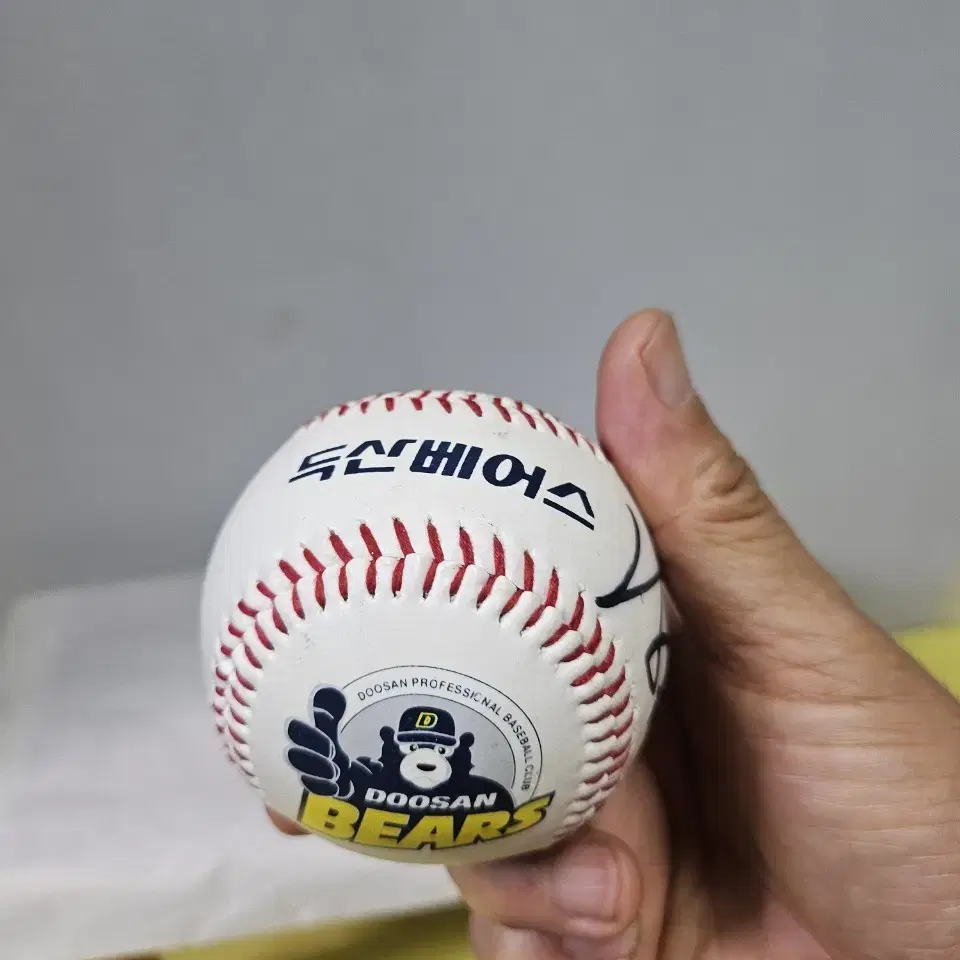 두산베어스
DOOSAN PROFESSIONAL BASEBALL CLUB
D
DOOSAN
BEARS